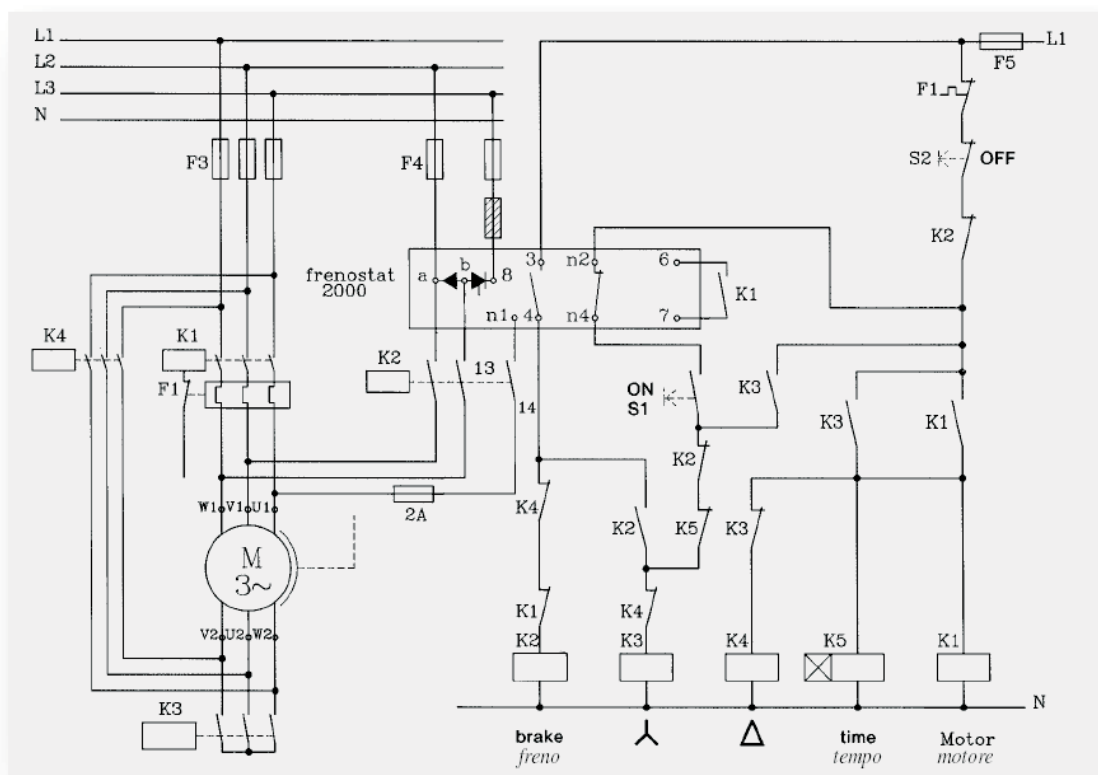 L1
L1
L2
F5
L3
F1
N
F3
F4
S2
OFF
K2
3
n2
6
b
frenostat
2000
a
8
K1
n1
4
n4
7
K4
K1
K2
13
F1
14
ON
S1
K3
K3
K1
K2
2A
K4
K2
K5
K3
W1
V1
U1
M
3~
K1
K4
V2
U2
W2
K2
K3
K4
K5
K1
K3
N
brake
freno
Δ
time
tempo
Motor
motore